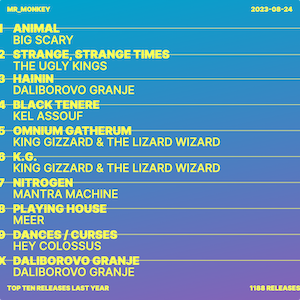 MR_MONKEY 2023-08-24
1 ANIMAL
BIG SCARY
2 STRANGE, STRANGE TIMES
THE UGLY KINGS
3 HAININ
DALIBOROVO GRANJE
4 BLACK TENERE
KEL ASSOUF
5 OMNIUM GATHERUM
KING GIZZARD & THE LIZARD WIZARD
6 K.G.
KING GIZZARD & THE LIZARD WIZARD
7 NITROGEN
MANTRA MACHINE
8 PLAYING HOUSE
MEER
9 DANCES / CURSES
HEY COLOSSUS
X DALIBOROVO GRANJE
DALIBOROVO GRANJE
TOP TEN RELEASES LAST YEAR 1188 RELEASES